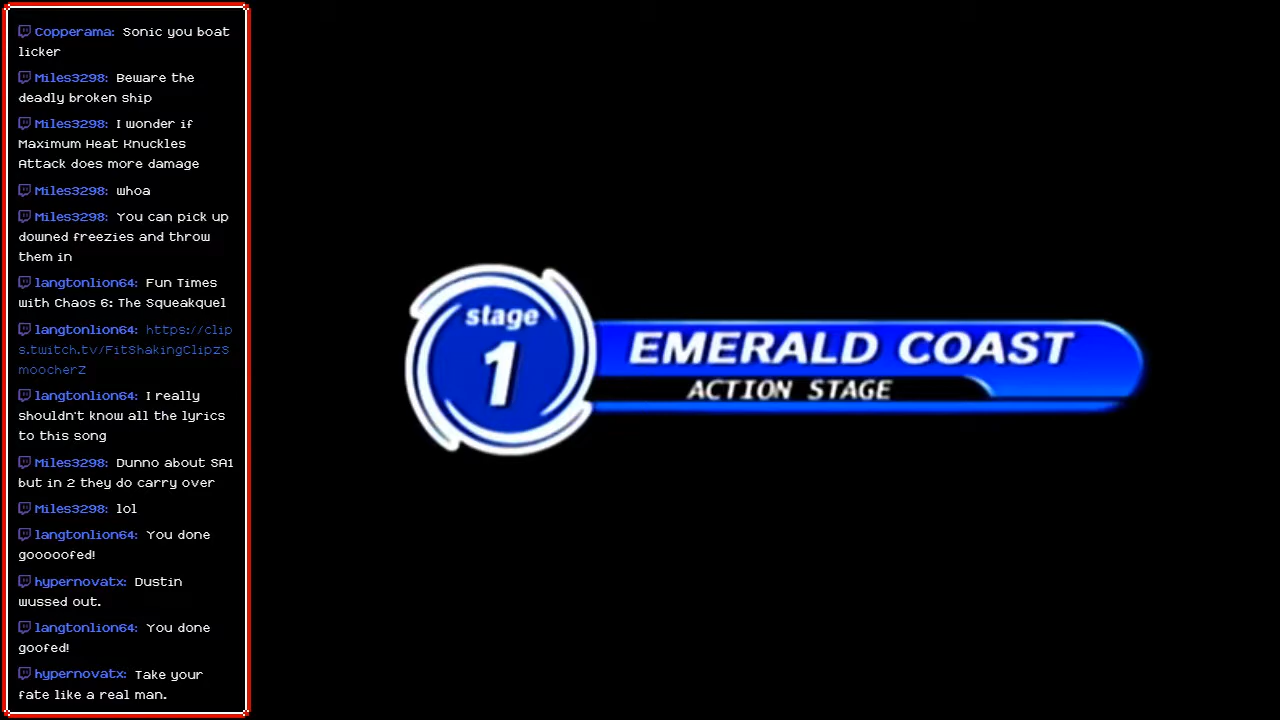 Copperama: Sonic you boat
licker
Miles3298: Beware the
deadly broken ship
Miles3298: I wonder if
Maximum Heat Knuckles
Attack does more damage
Miles3298: whoa
Miles3298: You can pick up
downed freezies and throw
them in
langtonlion64: Fun Times
with Chaos 6: The Squeakquel
langtonlion64: https://clip
s.twitch.tv/FitShakingClipzS
moocherZ
langtonlion64: I really
shouldn't know all the lyrics
to this song
Miles3298: Dunno about SA1
but in 2 they do carry over
Miles3298: lol
langtonlion64: You done
gooooofed!
hypernovatx: Dustin
wussed out.
langtonlion64: You done
goofed!
hypernovatx: Take your
fate like a real man.
stage
1
EMERALD COAST
ACTION STAGE